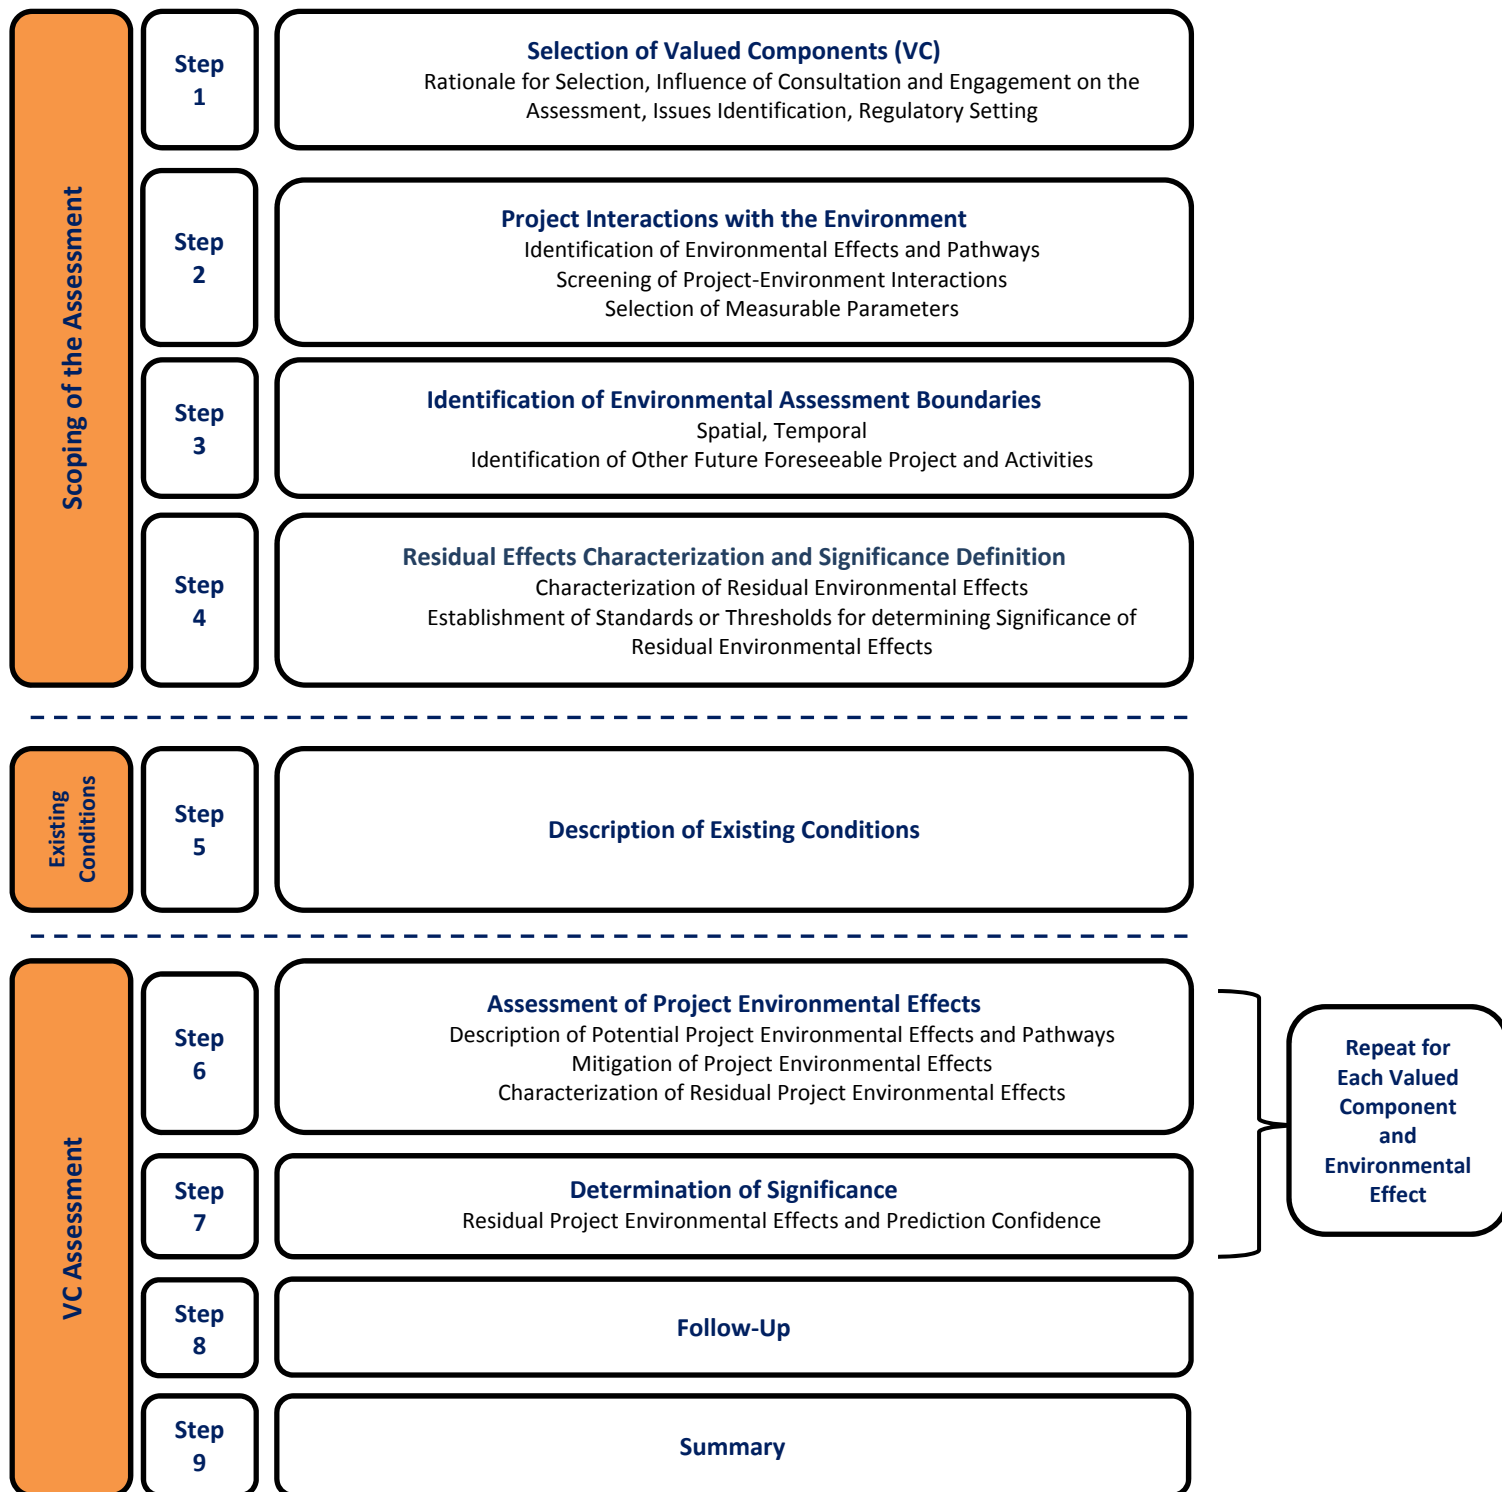 Scoping of the Assessment
Step
1
Selection of Valued Components (VC)
Rationale for Selection, Influence of Consultation and Engagement on the
Assessment, Issues Identification, Regulatory Setting
Step
2
Project Interactions with the Environment
Identification of Environmental Effects and Pathways
Screening of Project-Environment Interactions
Selection of Measurable Parameters
Step
3
Identification of Environmental Assessment Boundaries
Spatial, Temporal
Identification of Other Future Foreseeable Project and Activities
Step
4
Residual Effects Characterization and Significance Definition
Characterization of Residual Environmental Effects
Establishment of Standards or Thresholds for determining Significance of
Residual Environmental Effects
Existing
Conditions
Step
5
Description of Existing Conditions
VC Assessment
Step
6
Assessment of Project Environmental Effects
Description of Potential Project Environmental Effects and Pathways
Mitigation of Project Environmental Effects
Characterization of Residual Project Environmental Effects
Step
7
Determination of Significance
Residual Project Environmental Effects and Prediction Confidence
Repeat for
Each Valued
Component
and
Environmental
Effect
Step
8
Follow-Up
Step
9
Summary